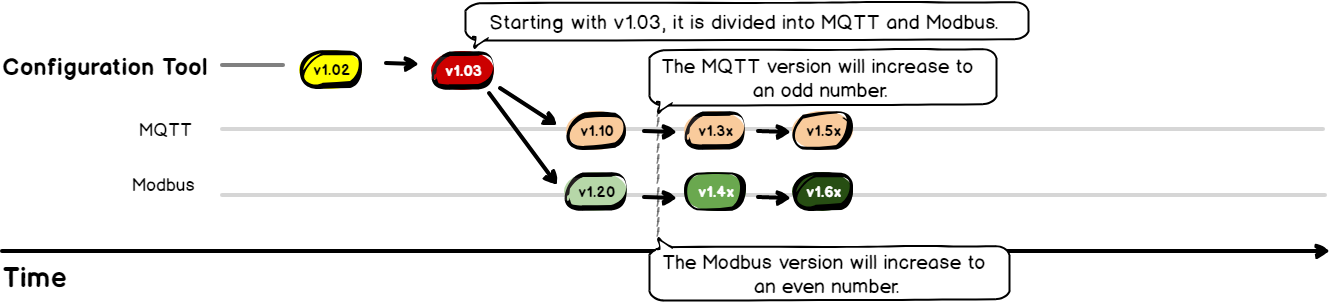 Starting with v1.03, it is divided into MQTT and Modbus.
Configuration Tool
v1.02
v1.03
The MQTT version will increase to
an odd number.
MQTT
v1.10
v1.3x
v1.5x
Modbus
v1.20
v1.4x
v1.6x
The Modbus version will increase to
an even number.
Time